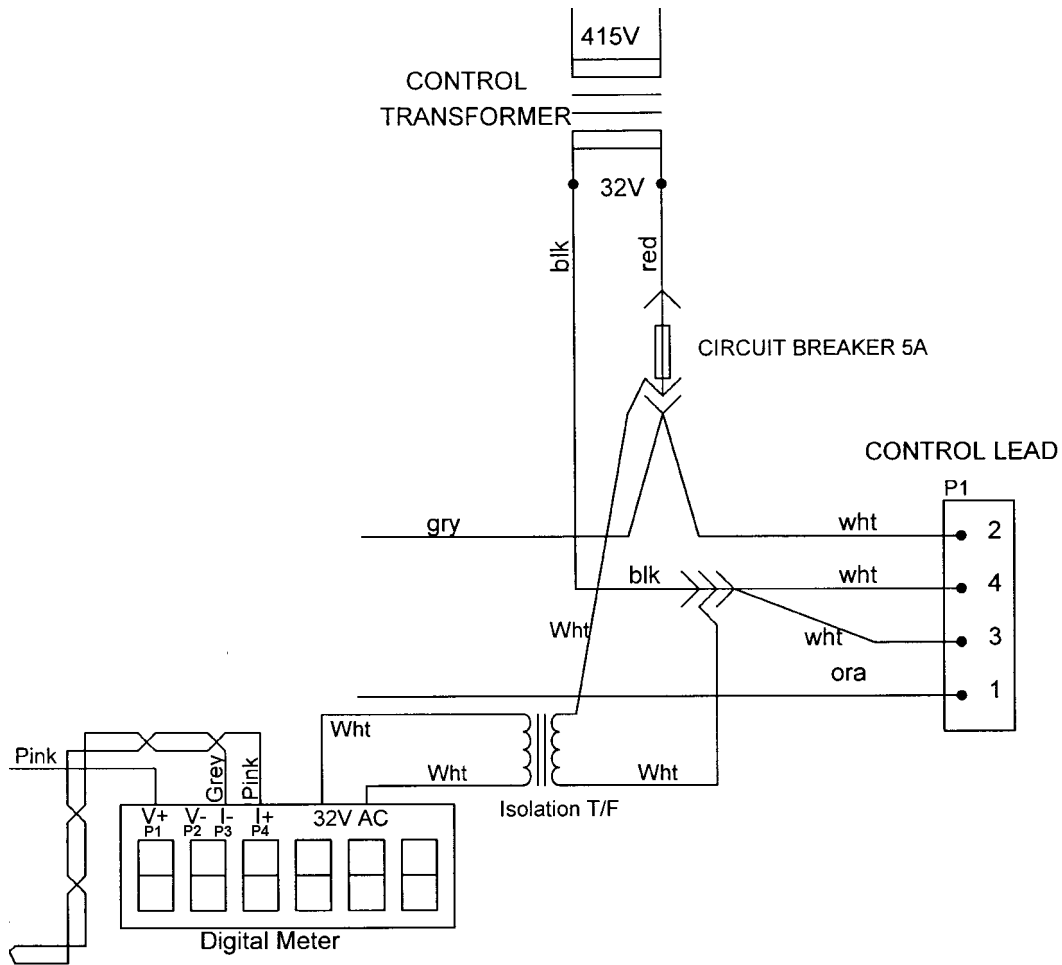 415V
CONTROL
TRANSFORMER
32V
blk
red
CIRCUIT BREAKER 5A
CONTROL LEAD
P1
gry
wht
2
blk
wht
4
Wht
wht
3
ora
1
Wht
Pink
Grey
Pink
Wht
Wht
Isolation T/F
V+
V-
I-
I+
32V AC
P1
P2
P3
P4
Digital Meter